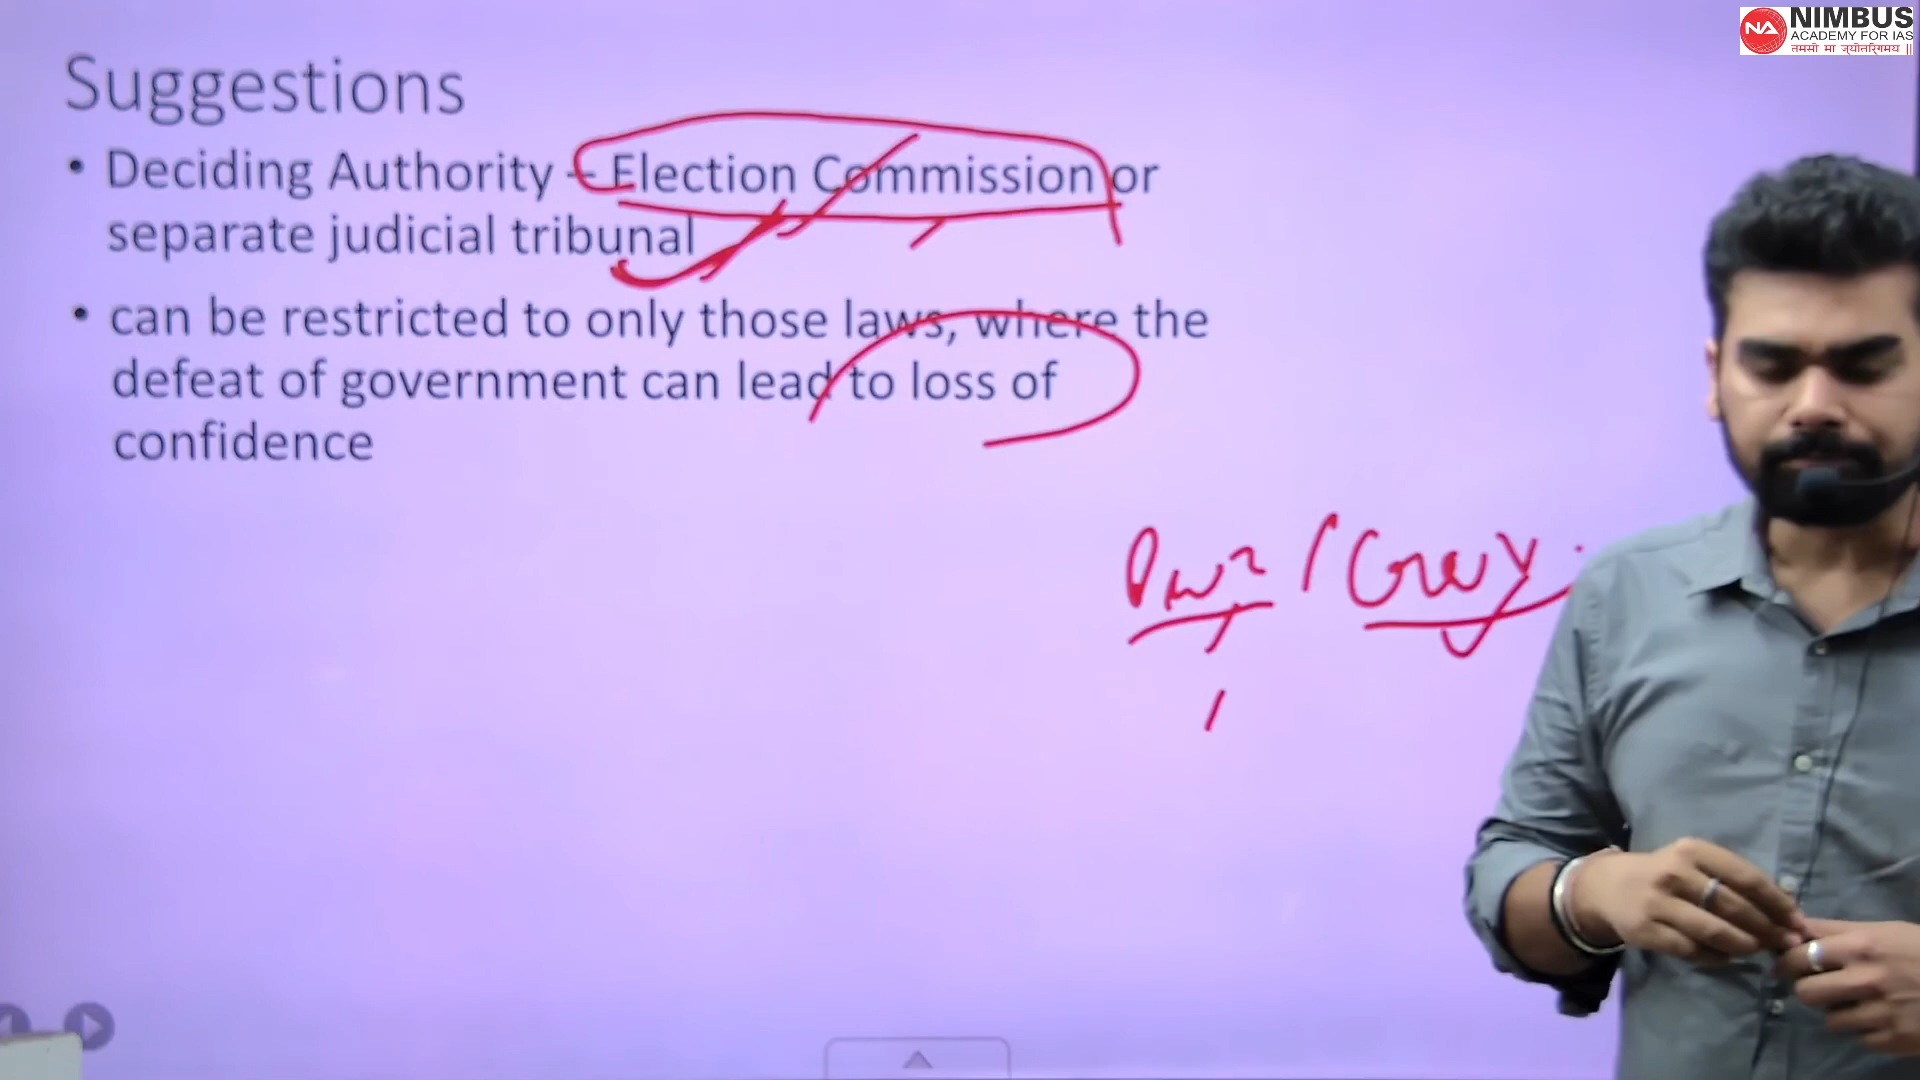 NIMBUS
ACADEMY FOR IAS
तमसो मा ज्योतिर्गमय ||
Suggestions
• Deciding Authority – Election Commission or
separate judicial tribunal
• can be restricted to only those laws, where the
defeat of government can lead to loss of
confidence